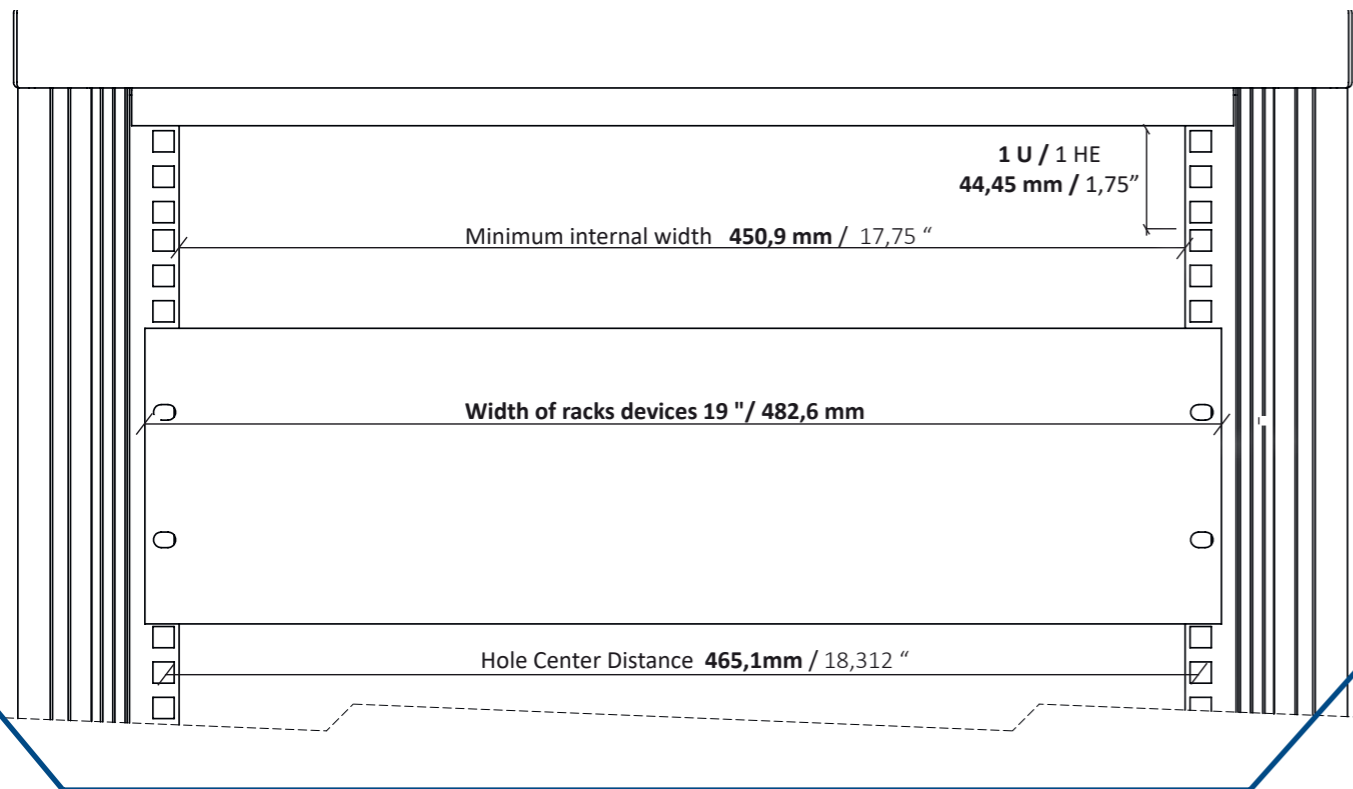 1 U / 1 HE
44,45 mm / 1,75”
Minimum internal width 450,9 mm / 17,75 “
Width of racks devices 19 "/ 482,6 mm
Hole Center Distance 465,1mm / 18,312 “